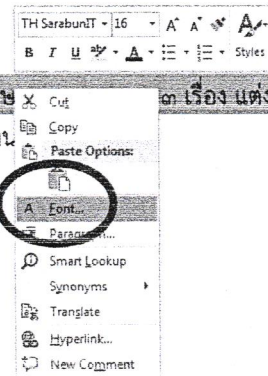 TH SarabunIT 16 A A A
B I U A Styles
๓ เรื่อง แต่ง
Cut
Copy
Paste Options:
A Font...
Paragraph...
Smart Lookup
Synonyms
Translate
Hyperlink...
New Comment